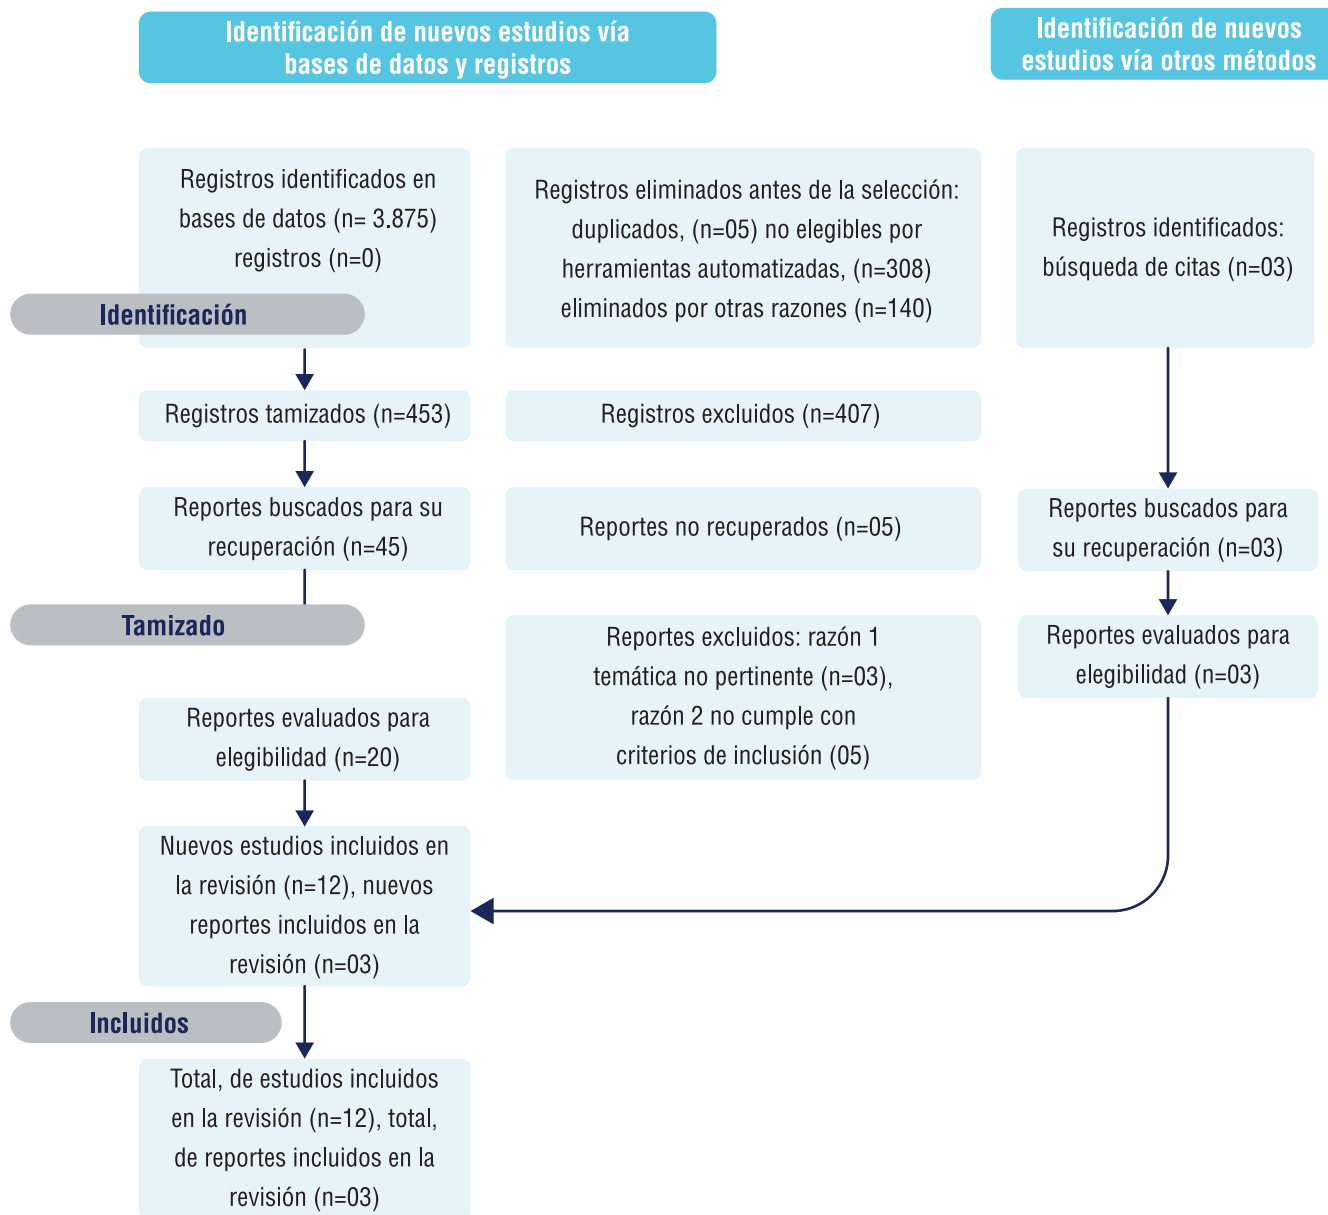 Identificación de nuevos estudios vía
bases de datos y registros
Identificación de nuevos
estudios vía otros métodos
Registros identificados en
bases de datos (n= 3.875)
registros (n=0)
Registros eliminados antes de la selección:
duplicados, (n=05) no elegibles por
herramientas automatizadas, (n=308)
eliminados por otras razones (n=140)
Registros identificados:
búsqueda de citas (n=03)
Identificación
Registros tamizados (n=453)
Registros excluidos (n=407)
Reportes buscados para su
recuperación (n=45)
Reportes no recuperados (n=05)
Reportes buscados para
su recuperación (n=03)
Tamizado
Reportes excluidos: razón 1
temática no pertinente (n=03),
razón 2 no cumple con
criterios de inclusión (05)
Reportes evaluados para
elegibilidad (n=03)
Reportes evaluados para
elegibilidad (n=20)
Nuevos estudios incluidos en
la revisión (n=12), nuevos
reportes incluidos en la
revisión (n=03)
Incluidos
Total, de estudios incluidos
en la revisión (n=12), total,
de reportes incluidos en la
revisión (n=03)